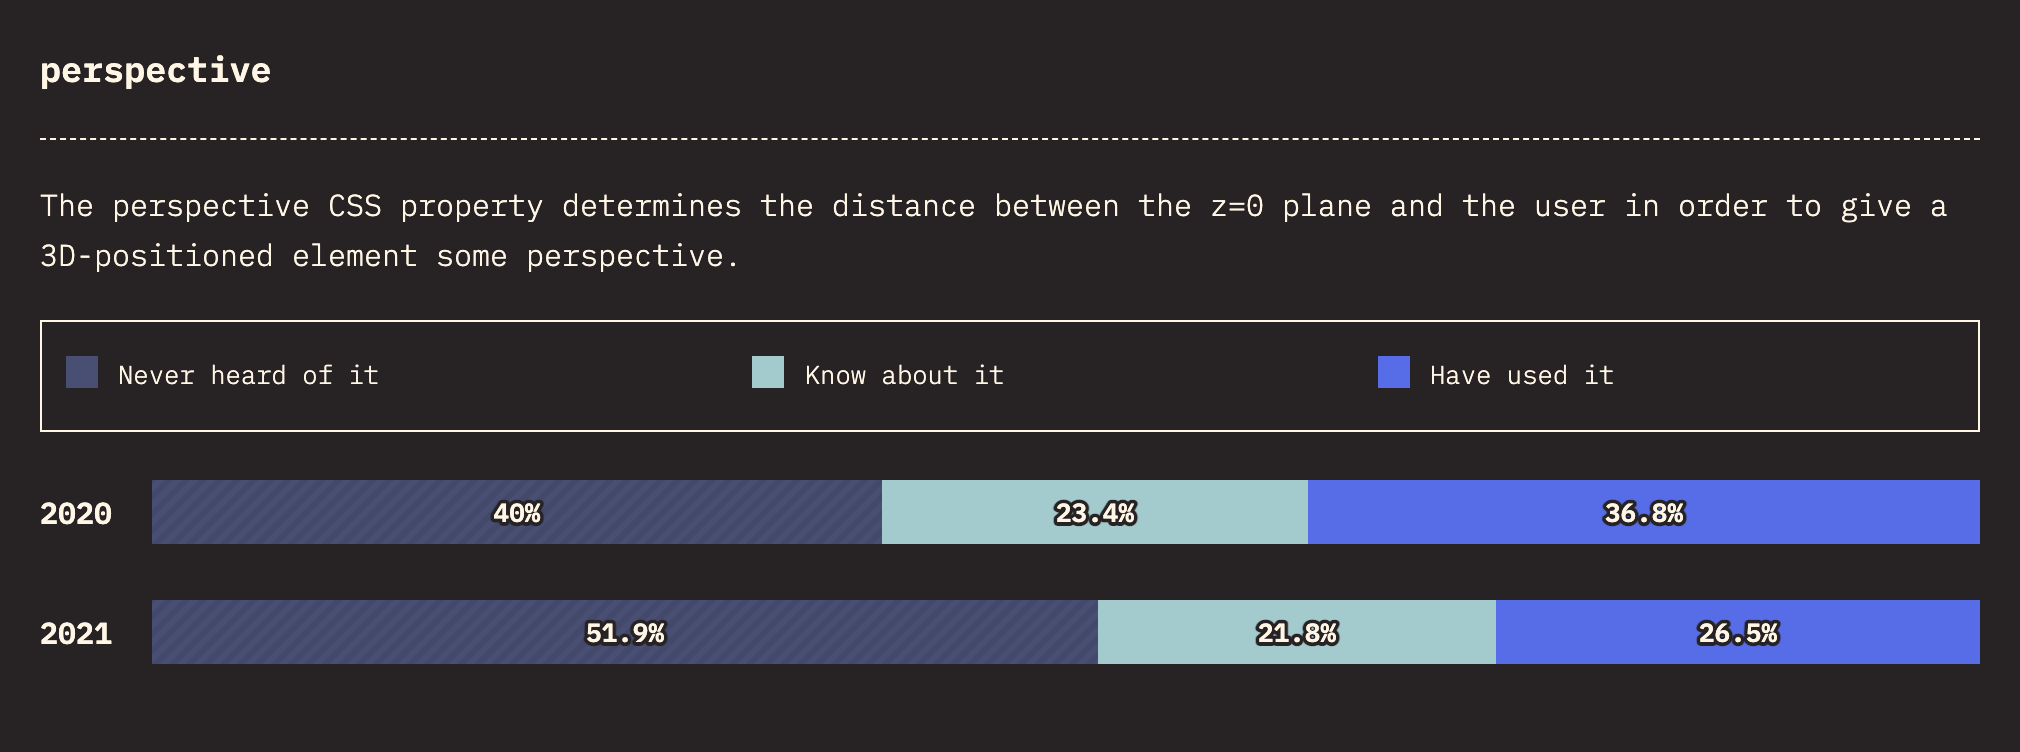 perspective
The perspective CSS property determines the distance between the z=0 plane and the user in order to give a
3D-positioned element some perspective.
Never heard of it Know about it Have used it
2020 40% 23.4% 36.8%
2021 51.9% 21.8% 26.5%